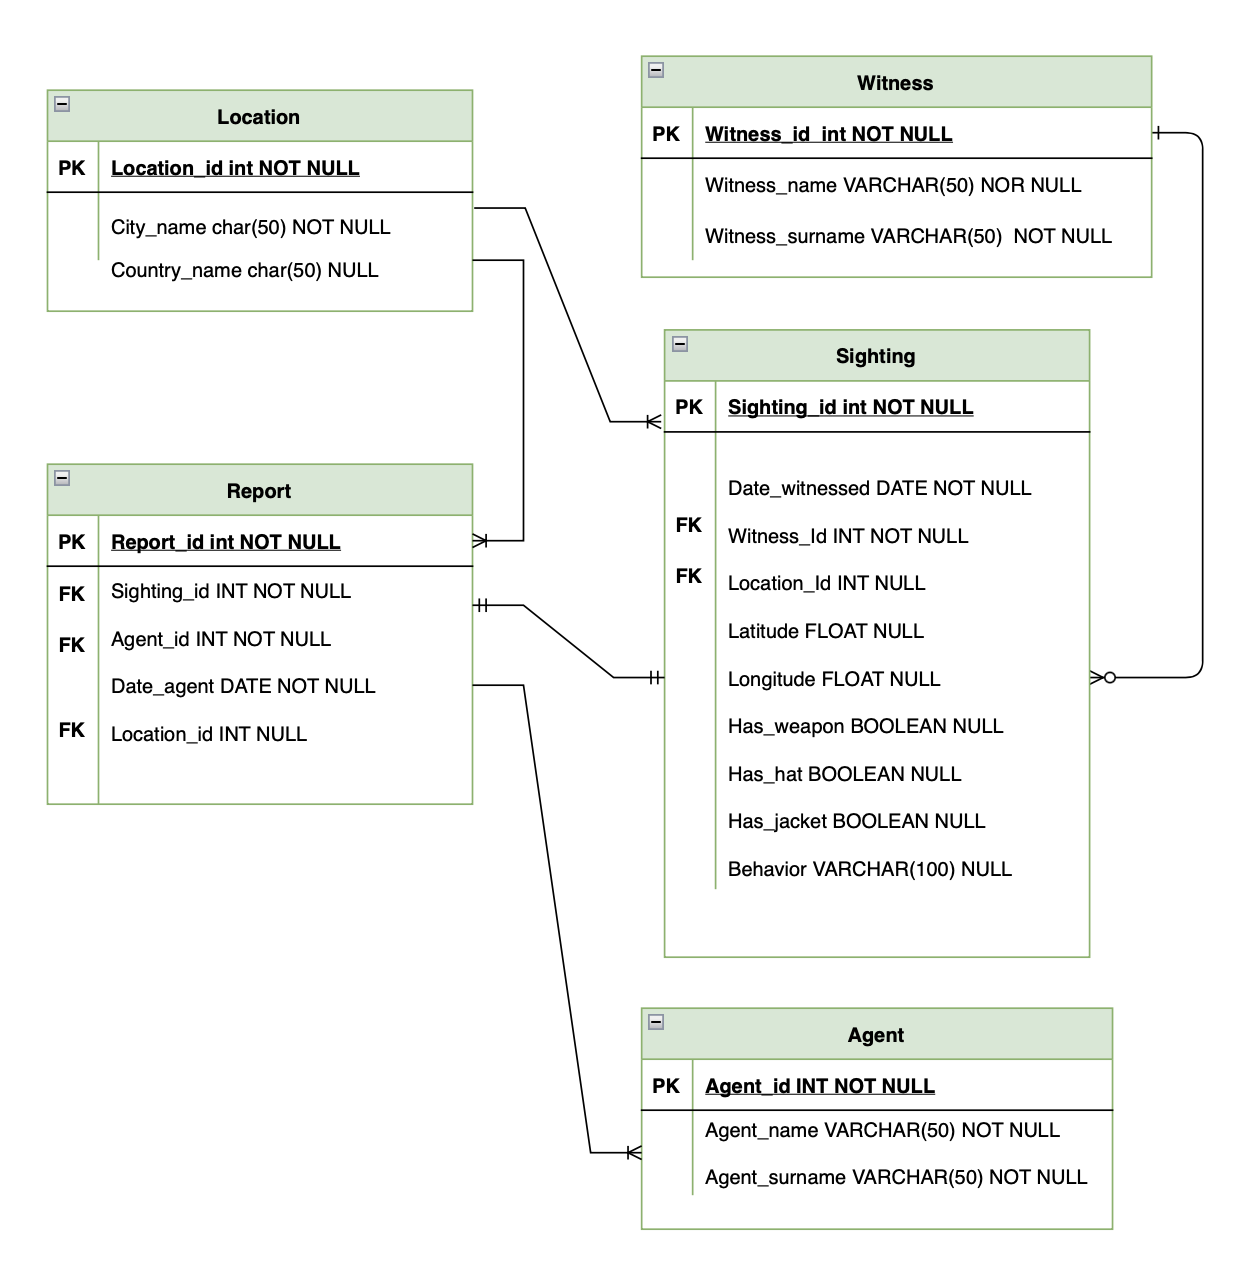 Location
PK Location_id int NOT NULL
City_name char(50) NOT NULL
Country_name char(50) NULL
Witness
PK Witness_id int NOT NULL
Witness_name VARCHAR(50) NOR NULL
Witness_surname VARCHAR(50) NOT NULL
Sighting
PK Sighting_id int NOT NULL
Date_witnessed DATE NOT NULL
FK Witness_Id INT NOT NULL
FK Location_Id INT NULL
Latitude FLOAT NULL
Longitude FLOAT NULL
Has_weapon BOOLEAN NULL
Has_hat BOOLEAN NULL
Has_jacket BOOLEAN NULL
Behavior VARCHAR(100) NULL
Report
PK Report_id int NOT NULL
FK Sighting_id INT NOT NULL
FK Agent_id INT NOT NULL
Date_agent DATE NOT NULL
FK Location_id INT NULL
Agent
PK Agent_id INT NOT NULL
Agent_name VARCHAR(50) NOT NULL
Agent_surname VARCHAR(50) NOT NULL